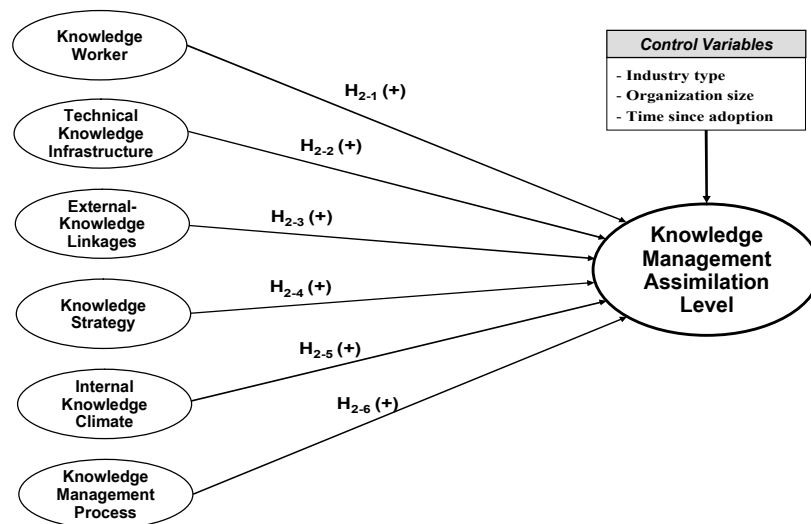 Knowledge
Worker
Technical
Knowledge
Infrastructure
External-
Knowledge
Linkages
Knowledge
Strategy
Internal
Knowledge
Climate
Knowledge
Management
Process
H2-1 (+)
H2-2 (+)
H2-3 (+)
H2-4 (+)
H2-5 (+)
H2-6 (+)
Control Variables
- Industry type
- Organization size
- Time since adoption
Knowledge
Management
Assimilation
Level